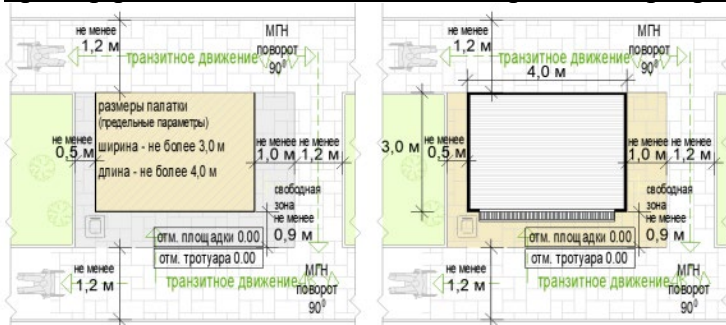 не менее
1,2 м
МГН
поворот
90⁰
транзитное движение
размеры палатки
(предельные параметры)
ширина - не более 3,0 м
длина - не более 4,0 м
не менее
0,5 м
не менее
1,0 м
не менее
1,2 м
свободная
зона
не менее
0,9 м
отм. площадки 0.00
отм. тротуара 0.00
не менее
1,2 м
транзитное движение
МГН
поворот
90⁰
не менее
1,2 м
МГН
поворот
90⁰
транзитное движение
4,0 м
3,0 м
не менее
0,5 м
не менее
1,0 м
не менее
1,2 м
свободная
зона
не менее
0,9 м
отм. площадки 0.00
отм. тротуара 0.00
не менее
1,2 м
транзитное движение
МГН
поворот
90⁰